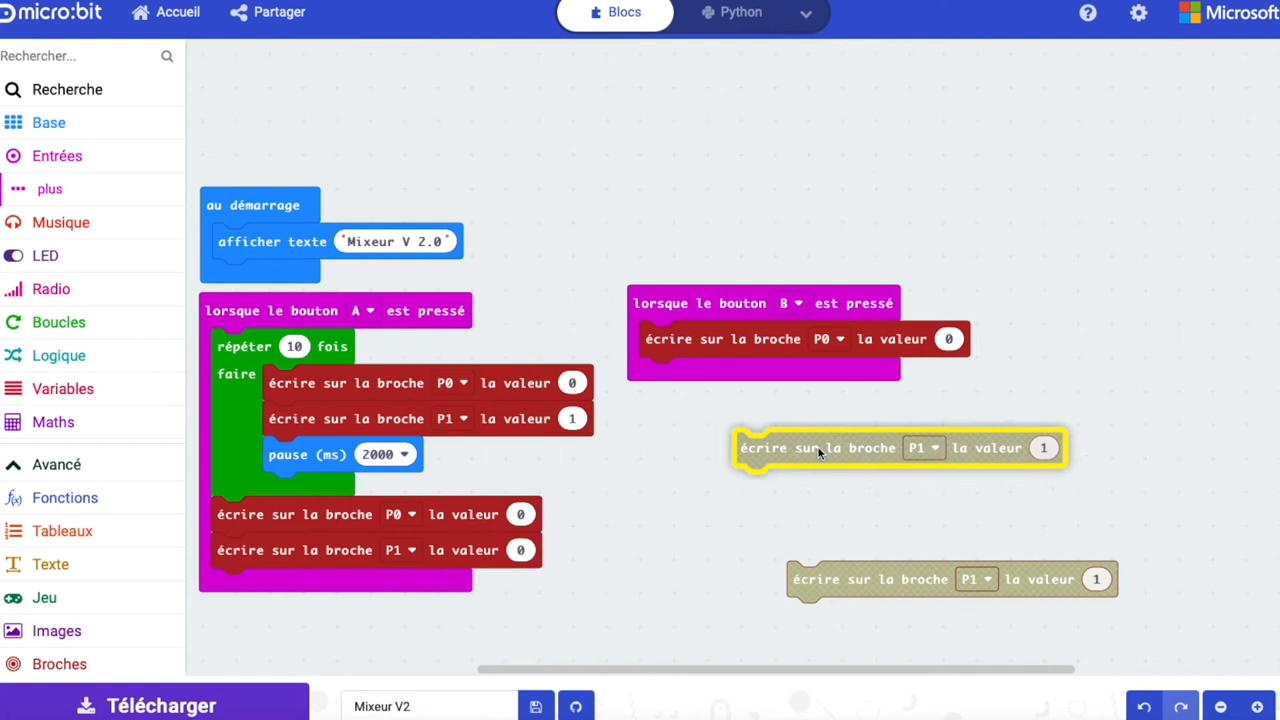 micro:bit Accueil Partager Blocs Python Microsoft
Rechercher...
Recherche
Base
Entrées
plus
Musique
LED
Radio
Boucles
Logique
Variables
Maths
Avancé
Fonctions
Tableaux
Texte
Jeu
Images
Broches
au démarrage
afficher texte "Mixeur V 2.0"
lorsque le bouton A est pressé
répéter 10 fois
faire
écrire sur la broche P0 la valeur 0
écrire sur la broche P1 la valeur 1
pause (ms) 2000
écrire sur la broche P0 la valeur 0
écrire sur la broche P1 la valeur 0
lorsque le bouton B est pressé
écrire sur la broche P0 la valeur 0
écrire sur la broche P1 la valeur 1
écrire sur la broche P1 la valeur 1
Télécharger
Mixeur V2